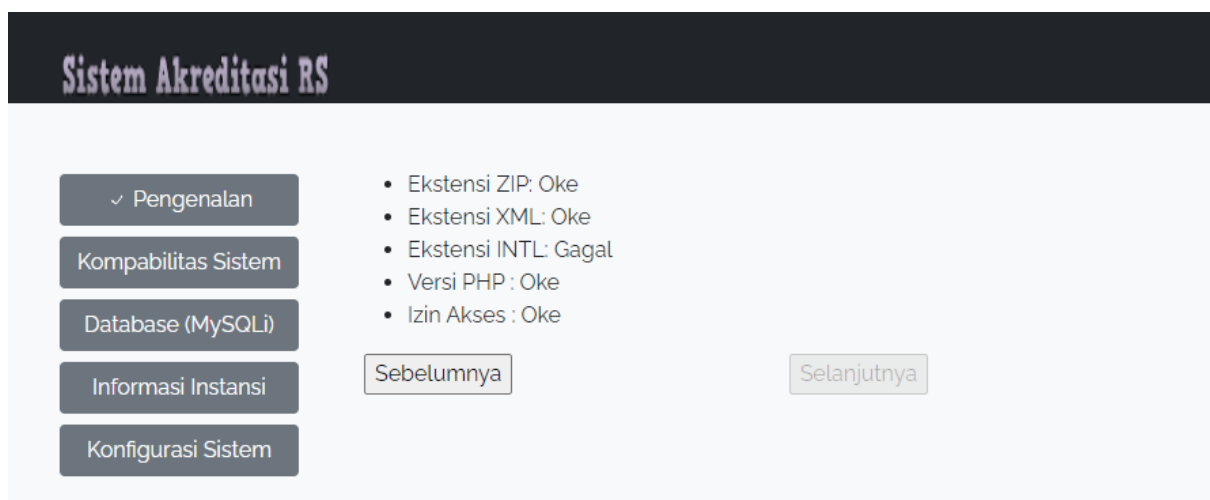 Sistem Akreditasi RS
✓ Pengenalan
Kompabilitas Sistem
Database (MySQLi)
Informasi Instansi
Konfigurasi Sistem
• Ekstensi ZIP: Oke
• Ekstensi XML: Oke
• Ekstensi INTL: Gagal
• Versi PHP : Oke
• Izin Akses : Oke
Sebelumnya
Selanjutnya